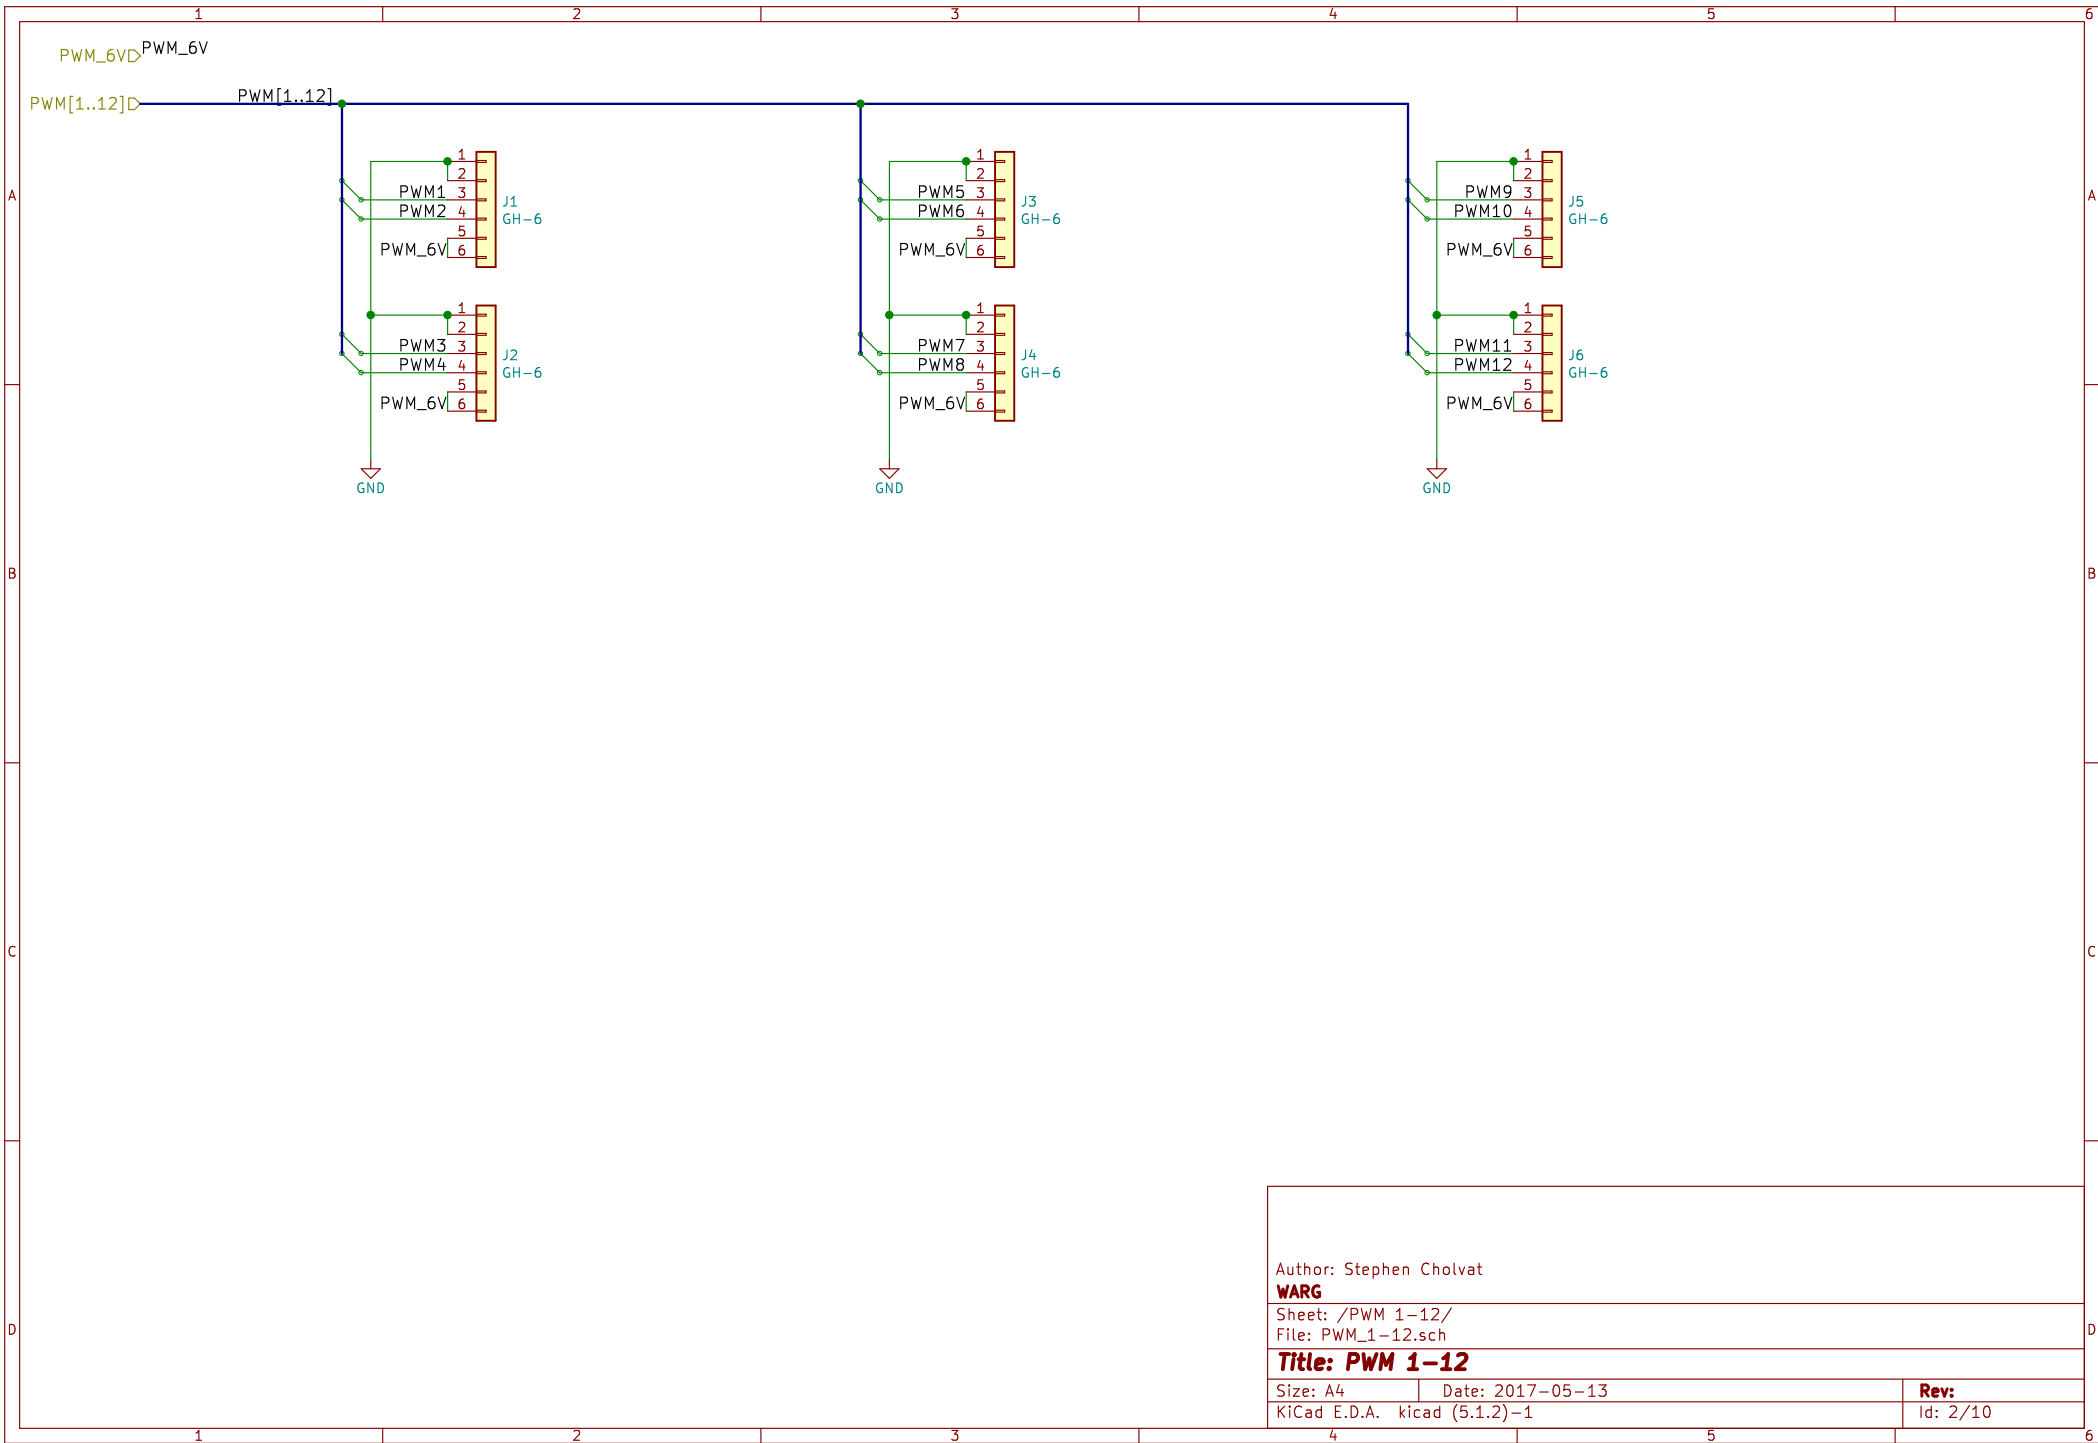 1 2 3 4 5 6
PWM_6V PWM_6V
PWM[1..12] PWM[1..12]
A A
1 1 1
2 2 2
PWM1 3 PWM5 3 PWM9 3
J1 J3 J5
PWM2 4 PWM6 4 PWM10 4
GH-6 GH-6 GH-6
5 5 5
PWM_6V 6 PWM_6V 6 PWM_6V 6
1 1 1
2 2 2
PWM3 3 PWM7 3 PWM11 3
J2 J4 J6
PWM4 4 PWM8 4 PWM12 4
GH-6 GH-6 GH-6
5 5 5
PWM_6V 6 PWM_6V 6 PWM_6V 6
GND GND GND
B B
C C
D D
Author: Stephen Cholvat
WARG
Sheet: /PWM 1-12/
File: PWM_1-12.sch
Title: PWM 1-12
Size: A4 Date: 2017-05-13 Rev:
KiCad E.D.A. kicad (5.1.2)-1 Id: 2/10
1 2 3 4 5 6